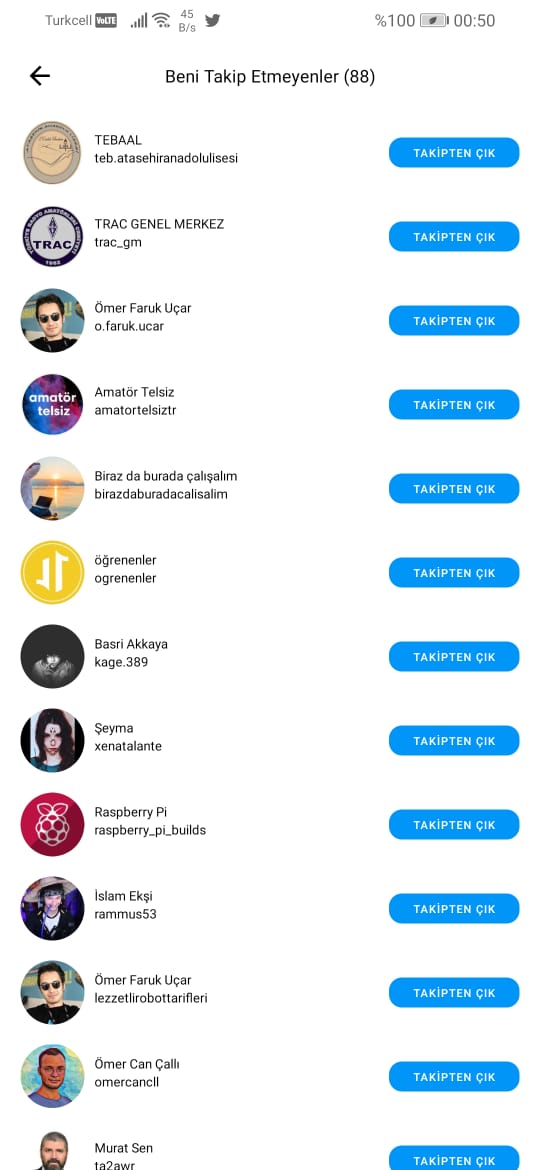 Turkcell VoLTE 45 B/s %100 00:50
Beni Takip Etmeyenler (88)
TEBAAL
teb.atasehiranadolulisesi
TAKİPTEN ÇIK
TRAC GENEL MERKEZ
trac_gm
TAKİPTEN ÇIK
TRAC
1962
Ömer Faruk Uçar
o.faruk.ucar
TAKİPTEN ÇIK
amatör
telsiz
Amatör Telsiz
amatortelsiztr
TAKİPTEN ÇIK
Biraz da burada çalışalım
birazdaburadacalisalim
TAKİPTEN ÇIK
öğrenenler
ogrenenler
TAKİPTEN ÇIK
Basri Akkaya
kage.389
TAKİPTEN ÇIK
Şeyma
xenatalante
TAKİPTEN ÇIK
Raspberry Pi
raspberry_pi_builds
TAKİPTEN ÇIK
İslam Ekşi
rammus53
TAKİPTEN ÇIK
Ömer Faruk Uçar
lezzetlirobottarifleri
TAKİPTEN ÇIK
Ömer Can Çallı
omercancll
TAKİPTEN ÇIK
Murat Sen
ta2awr
TAKİPTEN ÇIK